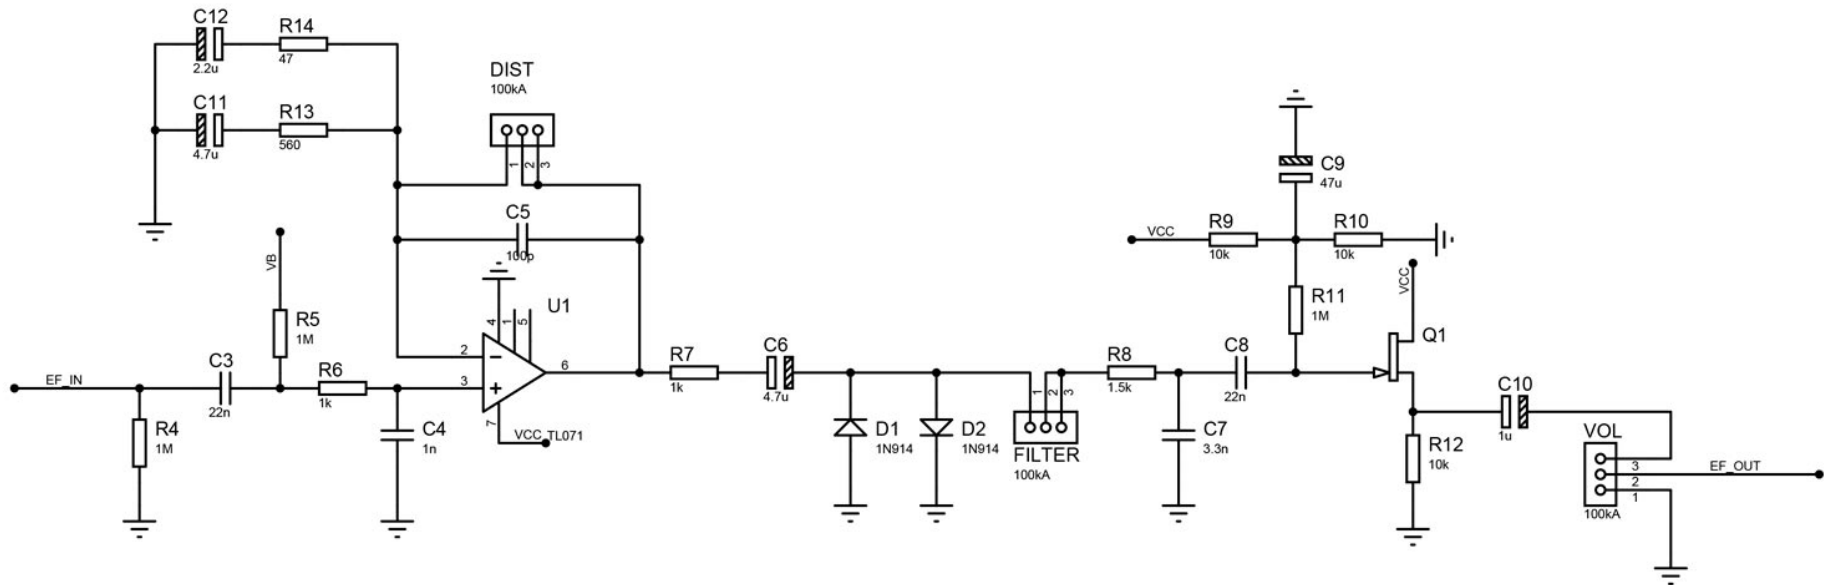 C12
2.2u
R14
47
C11
4.7u
R13
560
DIST
100kA
1
2
3
C5
100p
VB
R5
1M
EF_IN
R4
1M
C3
22n
R6
1k
C4
1n
U1
4
1
5
2
3
6
7
VCC_TL071
R7
1k
C6
4.7u
D1
1N914
D2
1N914
1
2
3
FILTER
100kA
R8
1.5k
C7
3.3n
C8
22n
C9
47u
VCC
R9
10k
R10
10k
R11
1M
VCC
Q1
R12
10k
C10
1u
VOL
3
2
1
100kA
EF_OUT